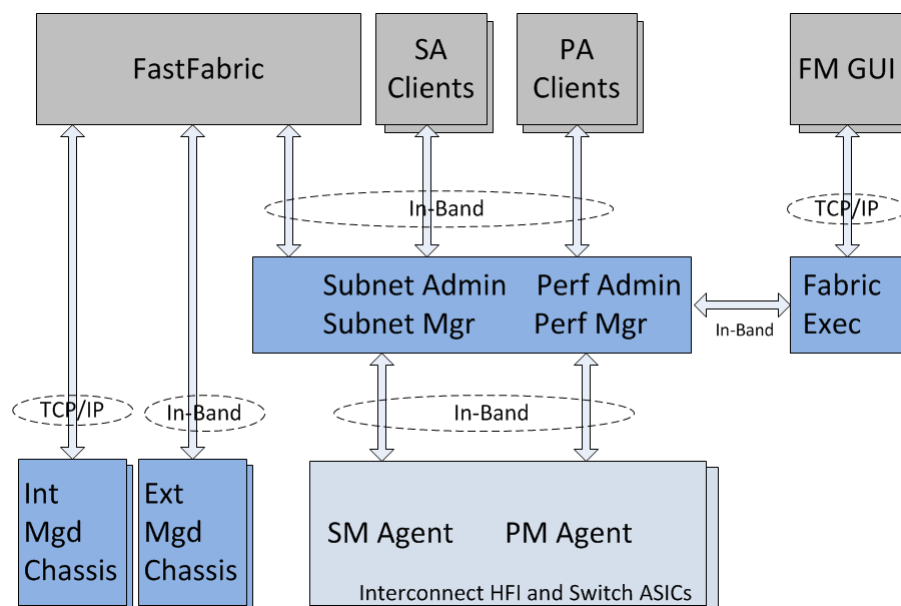 FastFabric
SA
Clients
PA
Clients
FM GUI
In-Band
TCP/IP
Subnet Admin
Subnet Mgr
Perf Admin
Perf Mgr
In-Band
Fabric
Exec
TCP/IP
In-Band
In-Band
Int
Mgd
Chassis
Ext
Mgd
Chassis
SM Agent
PM Agent
Interconnect HFI and Switch ASICs